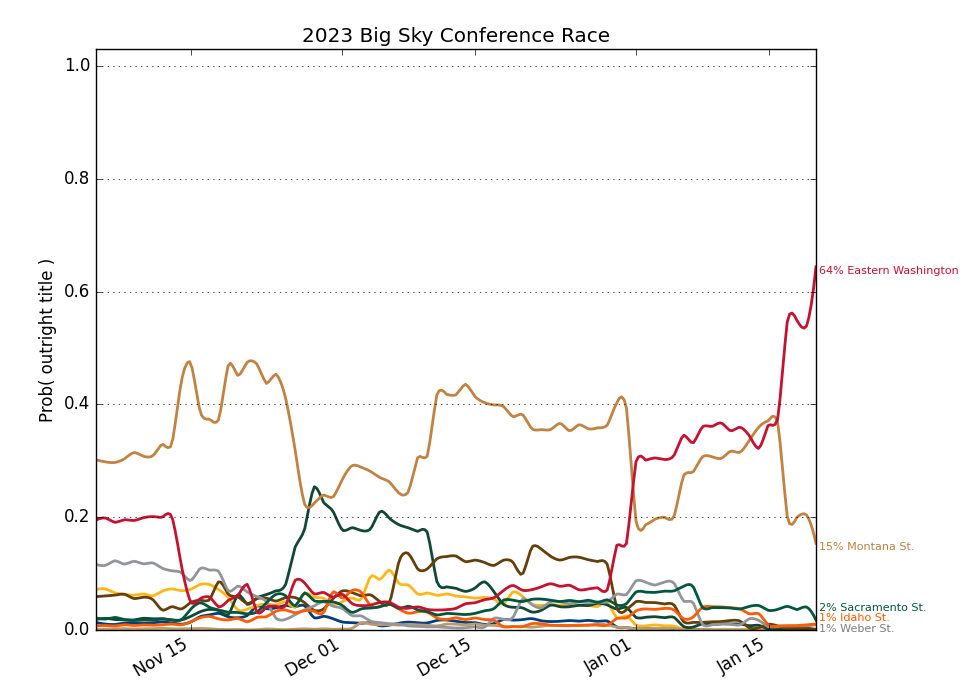 2023 Big Sky Conference Race
Prob( outright title )
1.0
0.8
0.6
0.4
0.2
0.0
64% Eastern Washington
15% Montana St.
2% Sacramento St.
1% Idaho St.
1% Weber St.
Nov 15
Dec 01
Dec 15
Jan 01
Jan 15